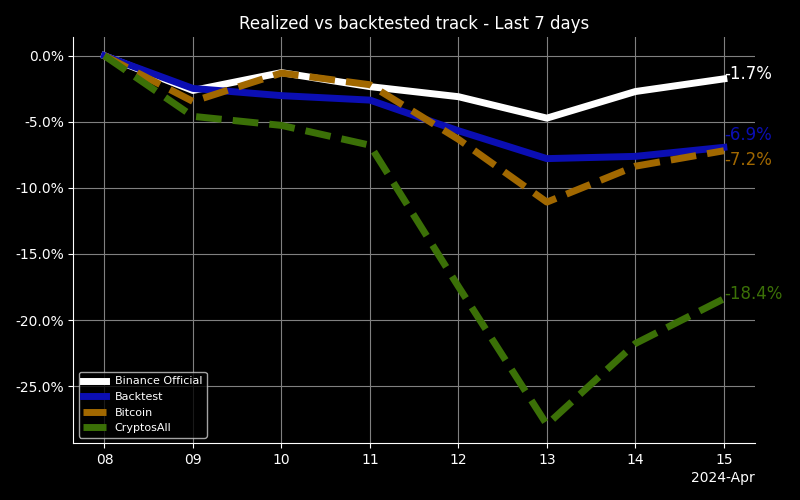 Realized vs backtested track - Last 7 days
0.0%
-5.0%
-10.0%
-15.0%
-20.0%
-25.0%
-1.7%
-6.9%
-7.2%
-18.4%
Binance Official
Backtest
Bitcoin
CryptosAll
08 09 10 11 12 13 14 15
2024-Apr